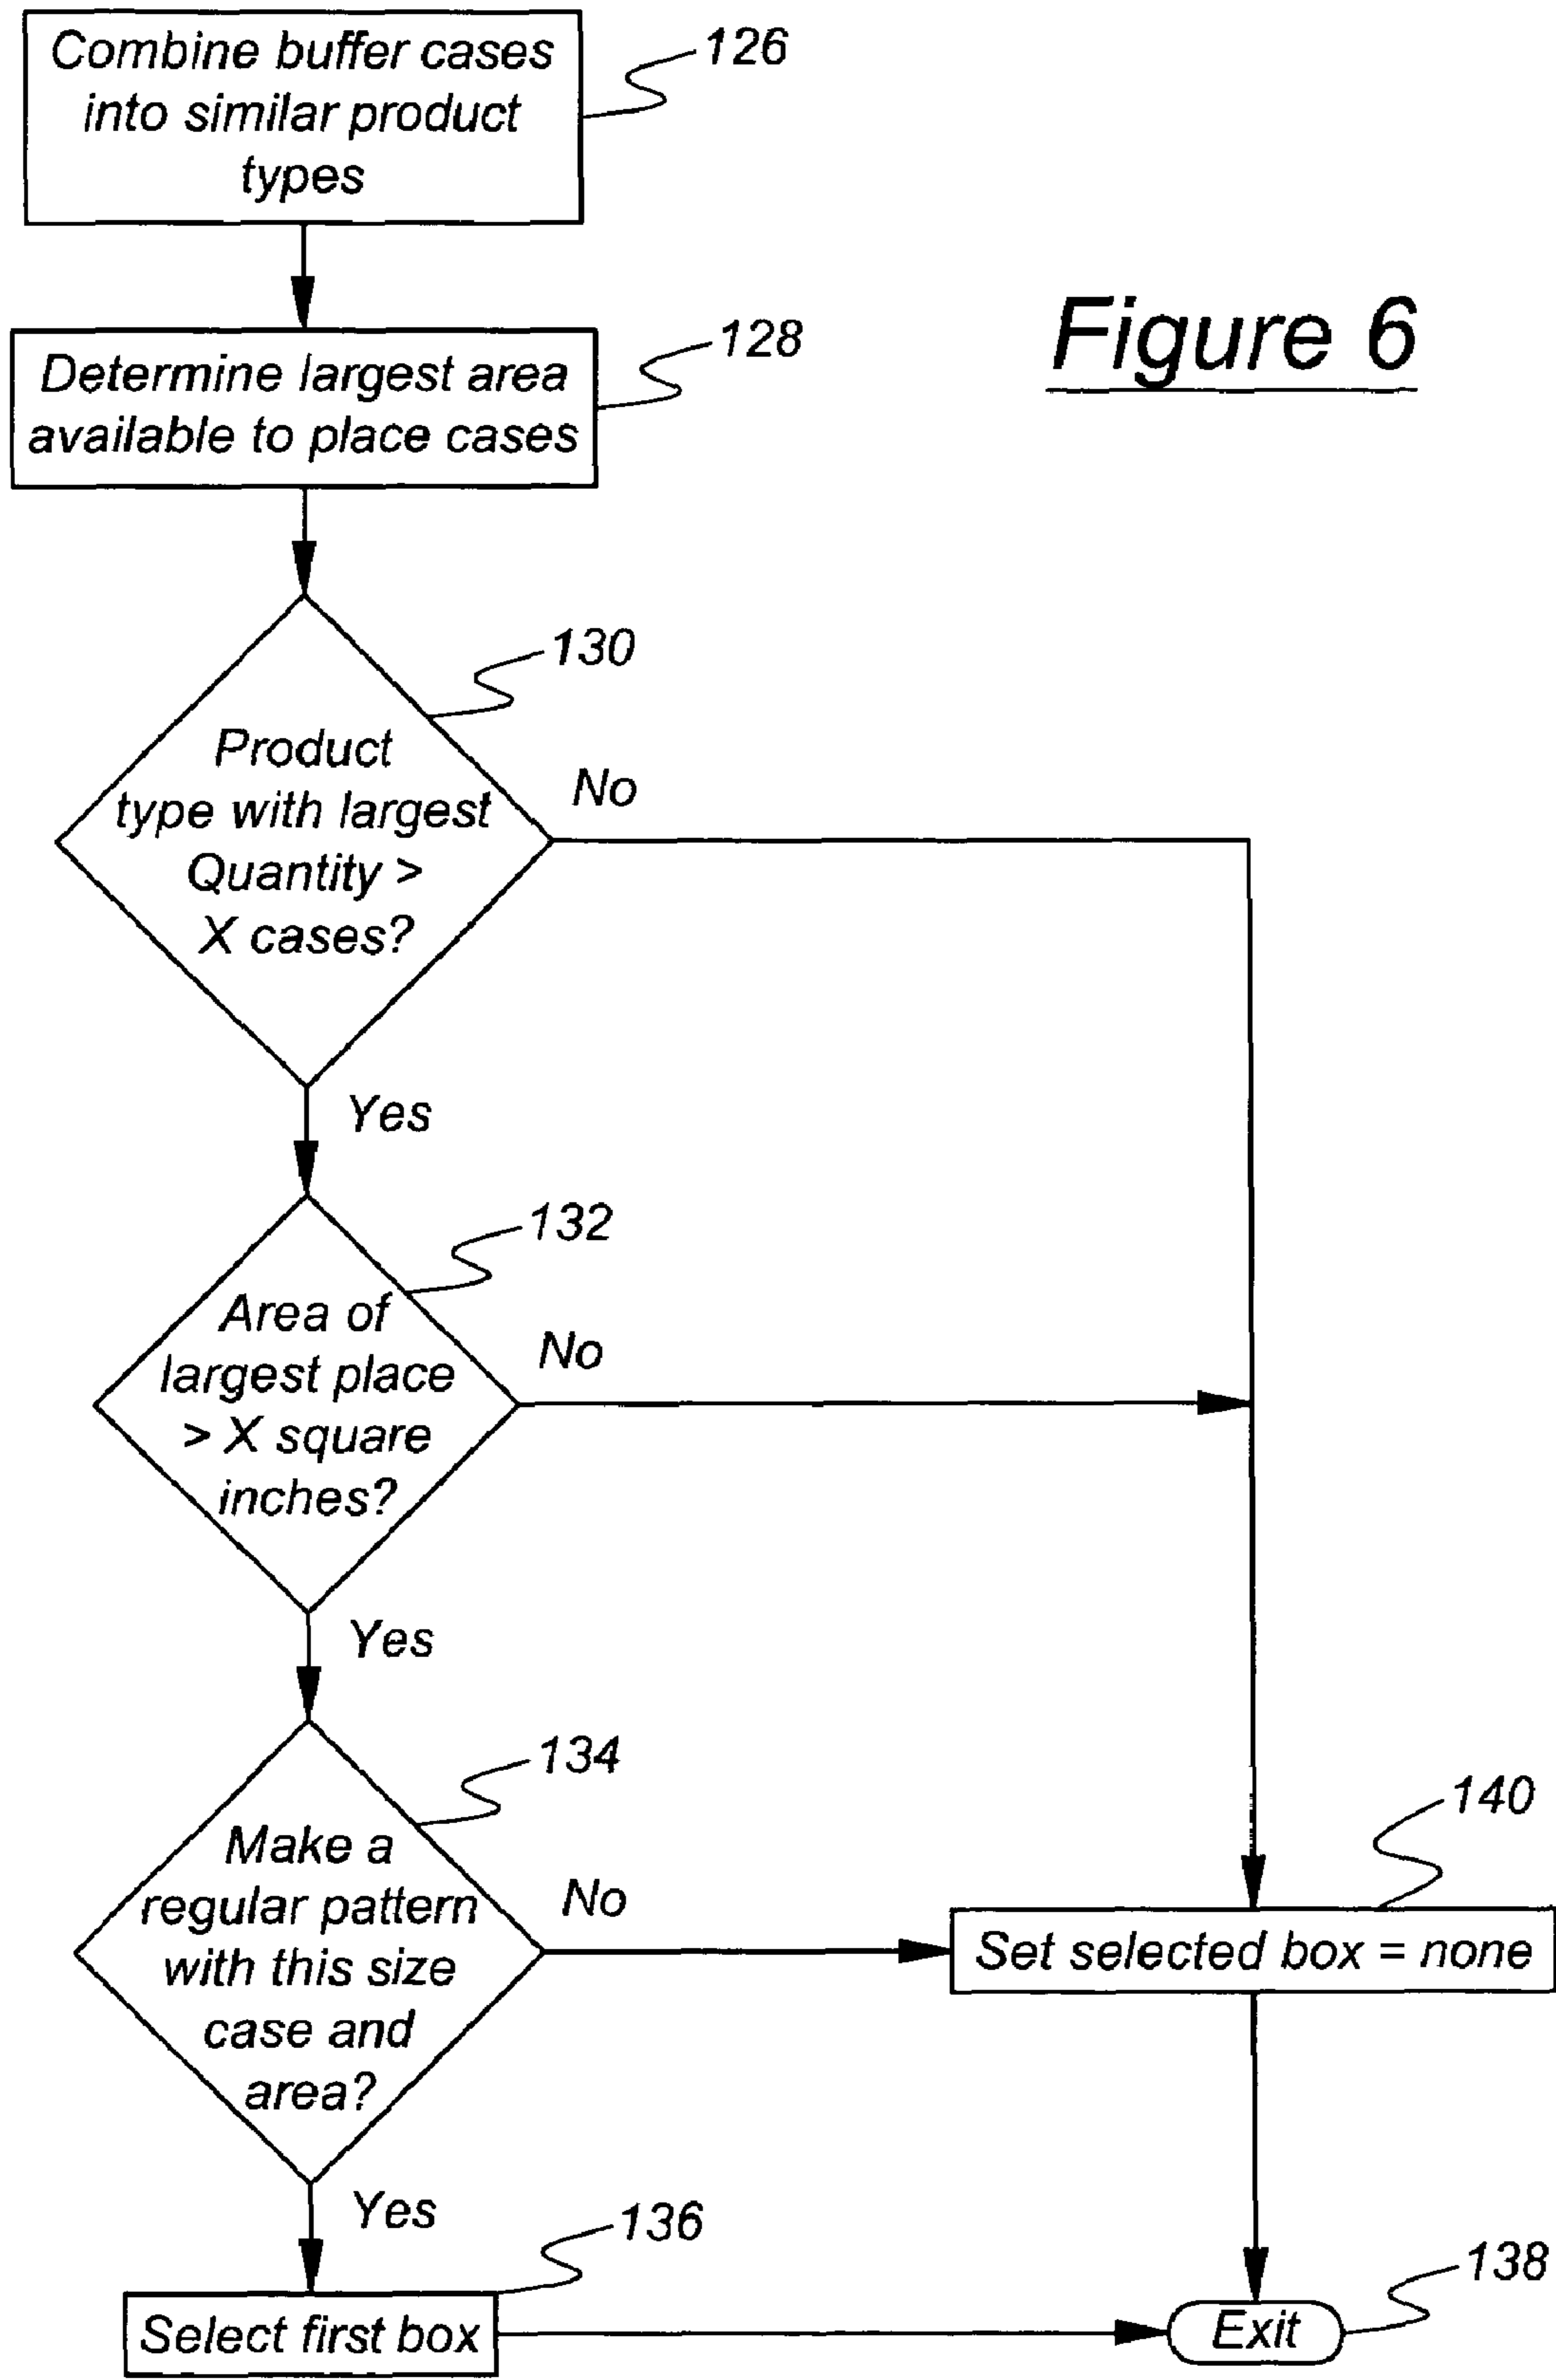 Combine buffer cases
into similar product
types
126
Figure 6
Determine largest area
available to place cases
128
130
Product
type with largest
Quantity >
X cases?
No
Yes
132
Area of
largest place
> X square
inches?
No
Yes
134
Make a
regular pattern
with this size
case and
area?
No
140
Set selected box = none
Yes
136
Select first box
138
Exit